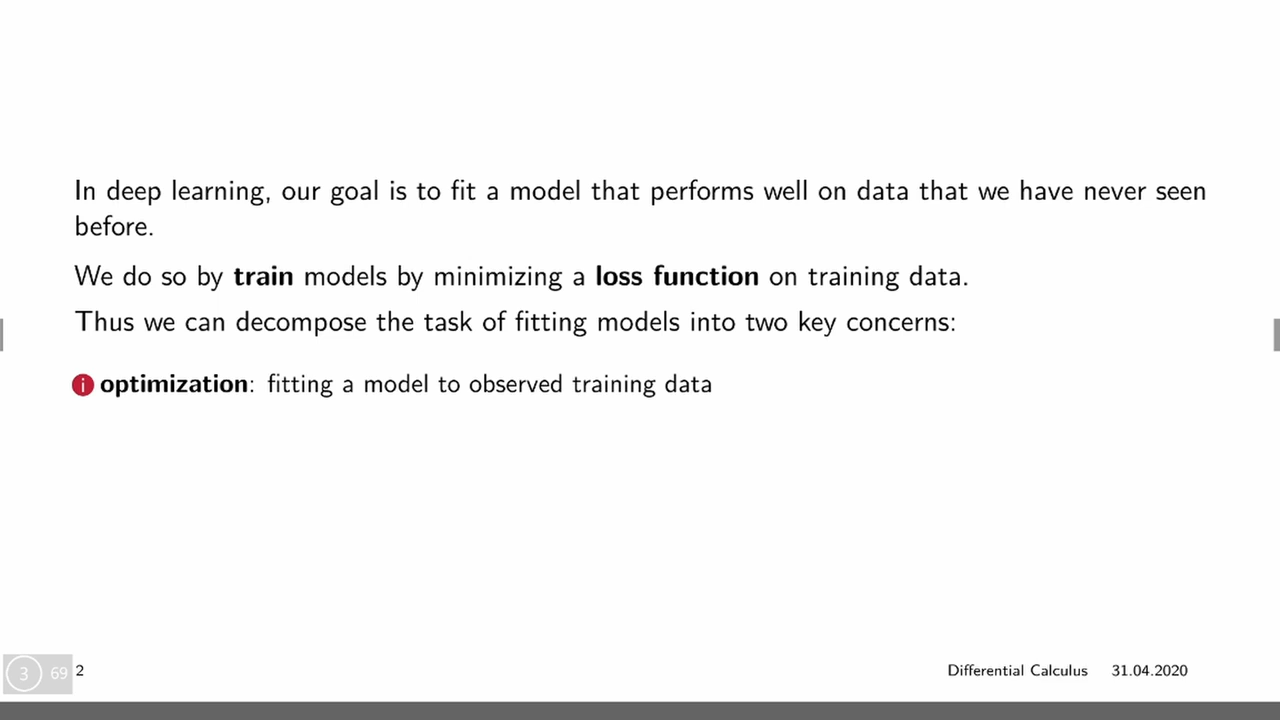 In deep learning, our goal is to fit a model that performs well on data that we have never seen
before.
We do so by train models by minimizing a loss function on training data.
Thus we can decompose the task of fitting models into two key concerns:
i optimization: fitting a model to observed training data
3 69 2
Differential Calculus 31.04.2020